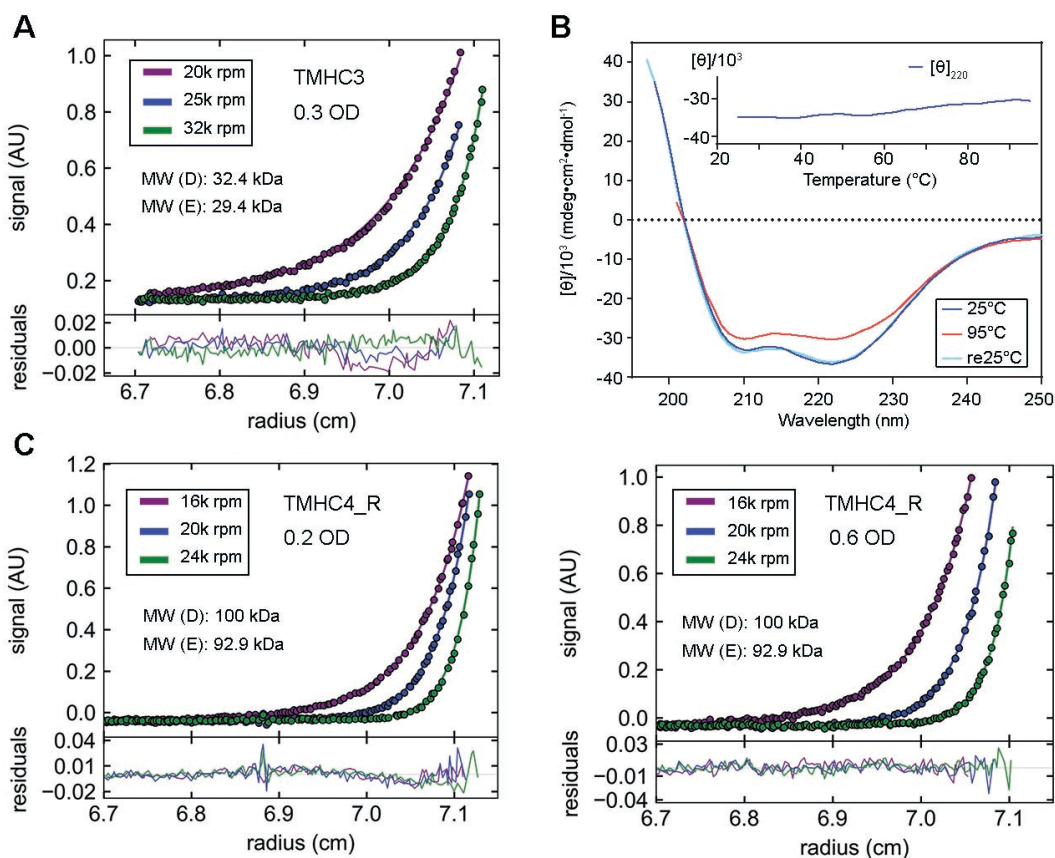 A
1.0
0.8
0.6
0.4
0.2
signal (AU)
20k rpm
25k rpm
32k rpm
TMHC3
0.3 OD
MW (D): 32.4 kDa
MW (E): 29.4 kDa
0.02
0.00
−0.02
residuals
6.7 6.8 6.9 7.0 7.1
radius (cm)
B
40
30
20
10
0
-10
-20
-30
-40
[θ]/10³ (mdeg•cm²•dmol⁻¹)
[θ]/10³
[θ]₂₂₀
-30
-40
20 40 60 80
Temperature (°C)
25°C
95°C
re25°C
200 210 220 230 240 250
Wavelength (nm)
C
1.2
1.0
0.8
0.6
0.4
0.2
0.0
signal (AU)
16k rpm
20k rpm
24k rpm
TMHC4_R
0.2 OD
MW (D): 100 kDa
MW (E): 92.9 kDa
0.04
0.01
−0.02
residuals
6.7 6.8 6.9 7.0 7.1
radius (cm)
1.0
0.8
0.6
0.4
0.2
0.0
signal (AU)
16k rpm
20k rpm
24k rpm
TMHC4_R
0.6 OD
MW (D): 100 kDa
MW (E): 92.9 kDa
0.03
−0.01
−0.04
residuals
6.7 6.8 6.9 7.0 7.1
radius (cm)